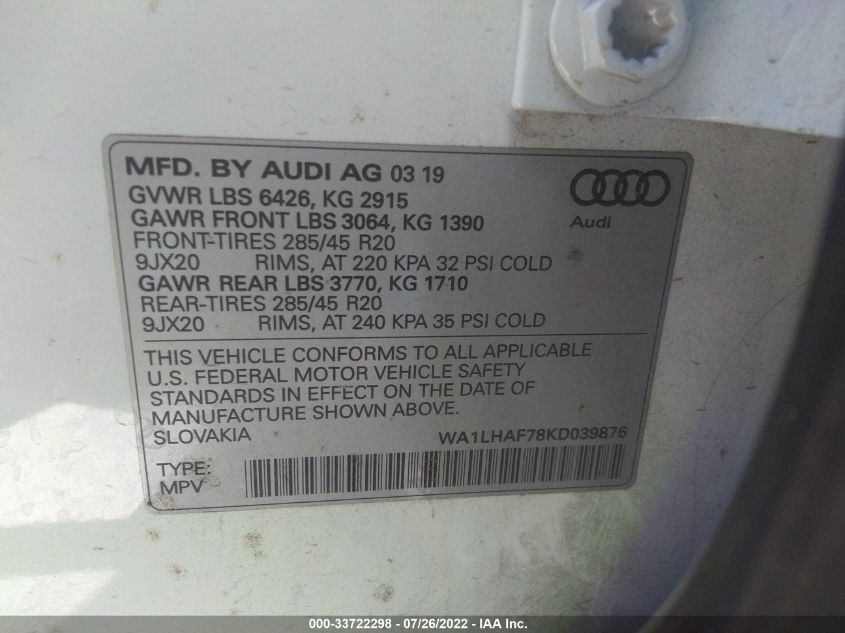 MFD. BY AUDI AG 03 19
GVWR LBS 6426, KG 2915
GAWR FRONT LBS 3064, KG 1390
FRONT-TIRES 285/45 R20
9JX20 RIMS, AT 220 KPA 32 PSI COLD
GAWR REAR LBS 3770, KG 1710
REAR-TIRES 285/45 R20
9JX20 RIMS, AT 240 KPA 35 PSI COLD
Audi
THIS VEHICLE CONFORMS TO ALL APPLICABLE
U.S. FEDERAL MOTOR VEHICLE SAFETY
STANDARDS IN EFFECT ON THE DATE OF
MANUFACTURE SHOWN ABOVE.
SLOVAKIA WA1LHAF78KD039876
TYPE:
MPV
000-33722298 - 07/26/2022 - IAA Inc.